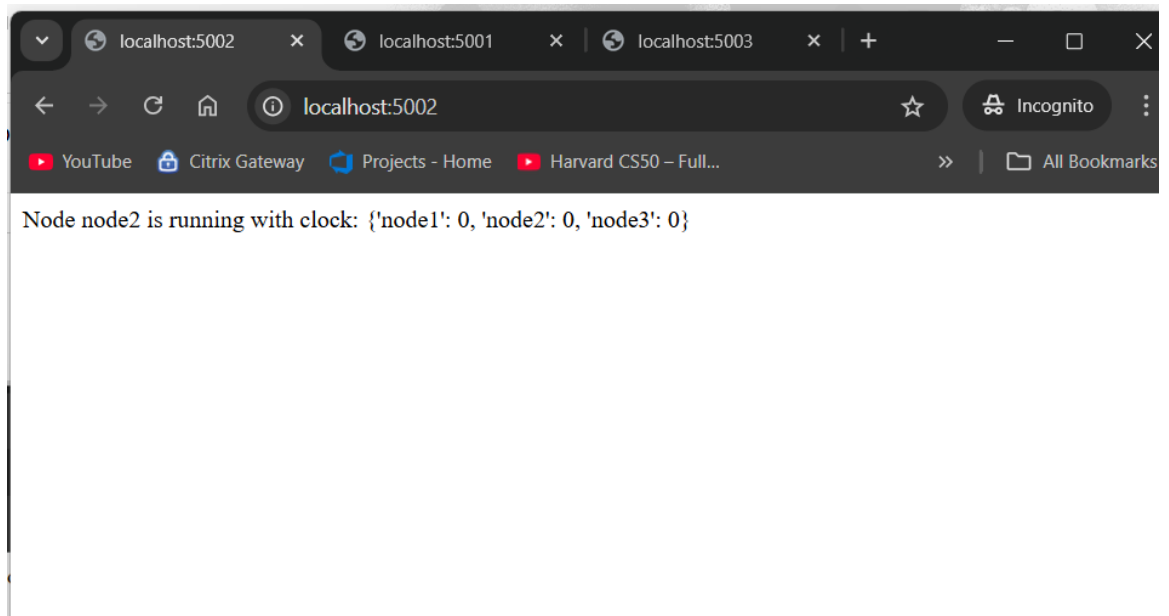 localhost:5002 localhost:5001 localhost:5003
localhost:5002 Incognito
YouTube Citrix Gateway Projects - Home Harvard CS50 – Full... All Bookmarks
Node node2 is running with clock: {'node1': 0, 'node2': 0, 'node3': 0}